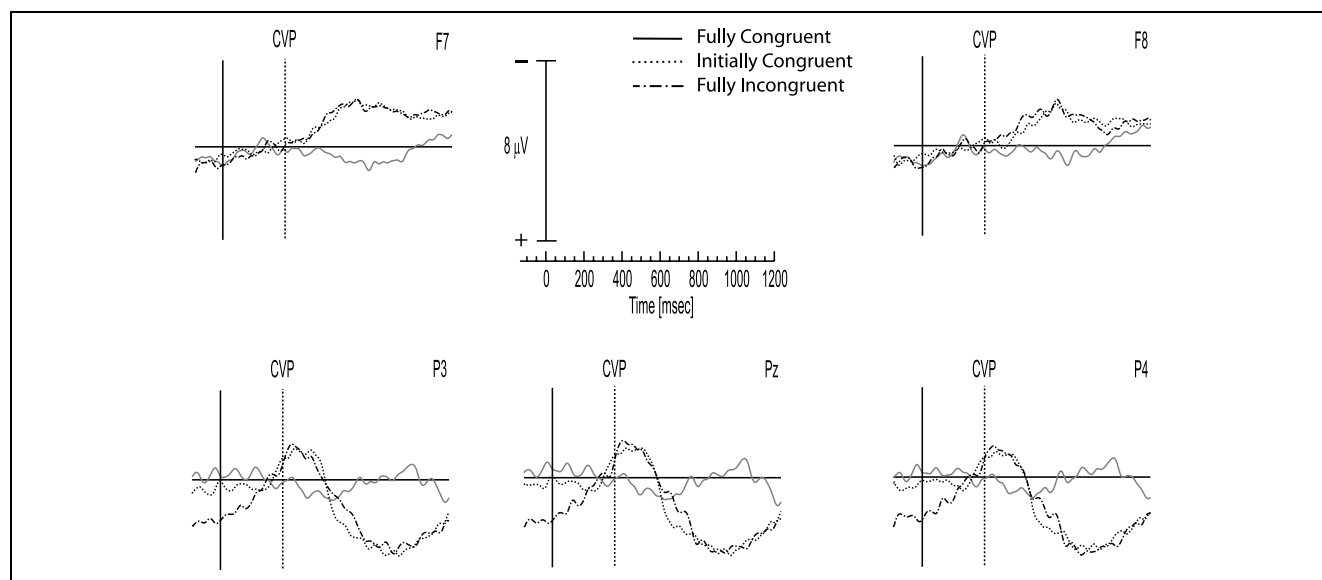 CVP F7
− 
8 µV
+
Fully Congruent
Initially Congruent
Fully Incongruent
CVP F8
0 200 400 600 800 1000 1200
Time [msec]
CVP P3
CVP Pz
CVP P4